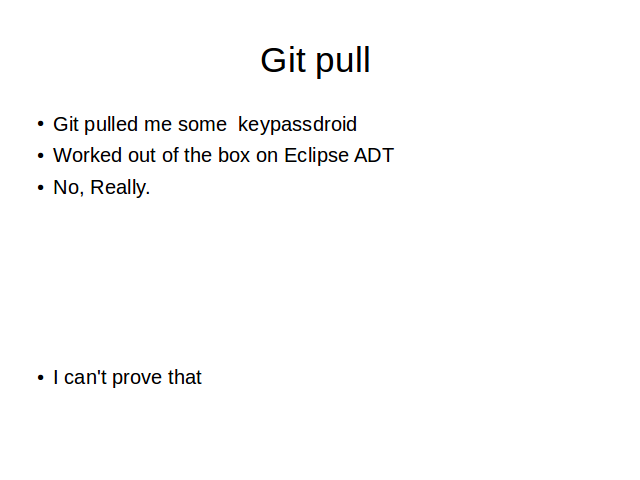 Git pull
• Git pulled me some  keypassdroid
• Worked out of the box on Eclipse ADT
• No, Really.
• I can't prove that